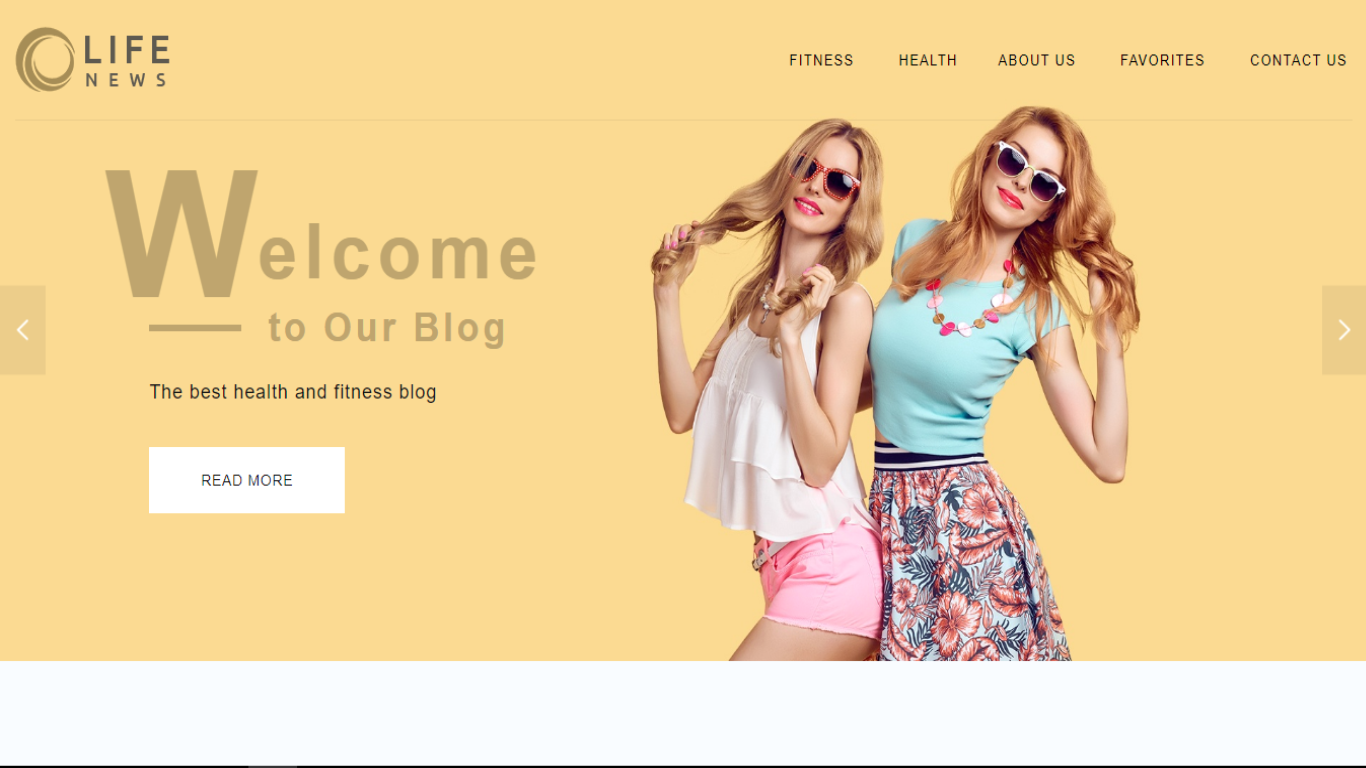 LIFE
NEWS
FITNESS HEALTH ABOUT US FAVORITES CONTACT US
Welcome
to Our Blog
The best health and fitness blog
READ MORE